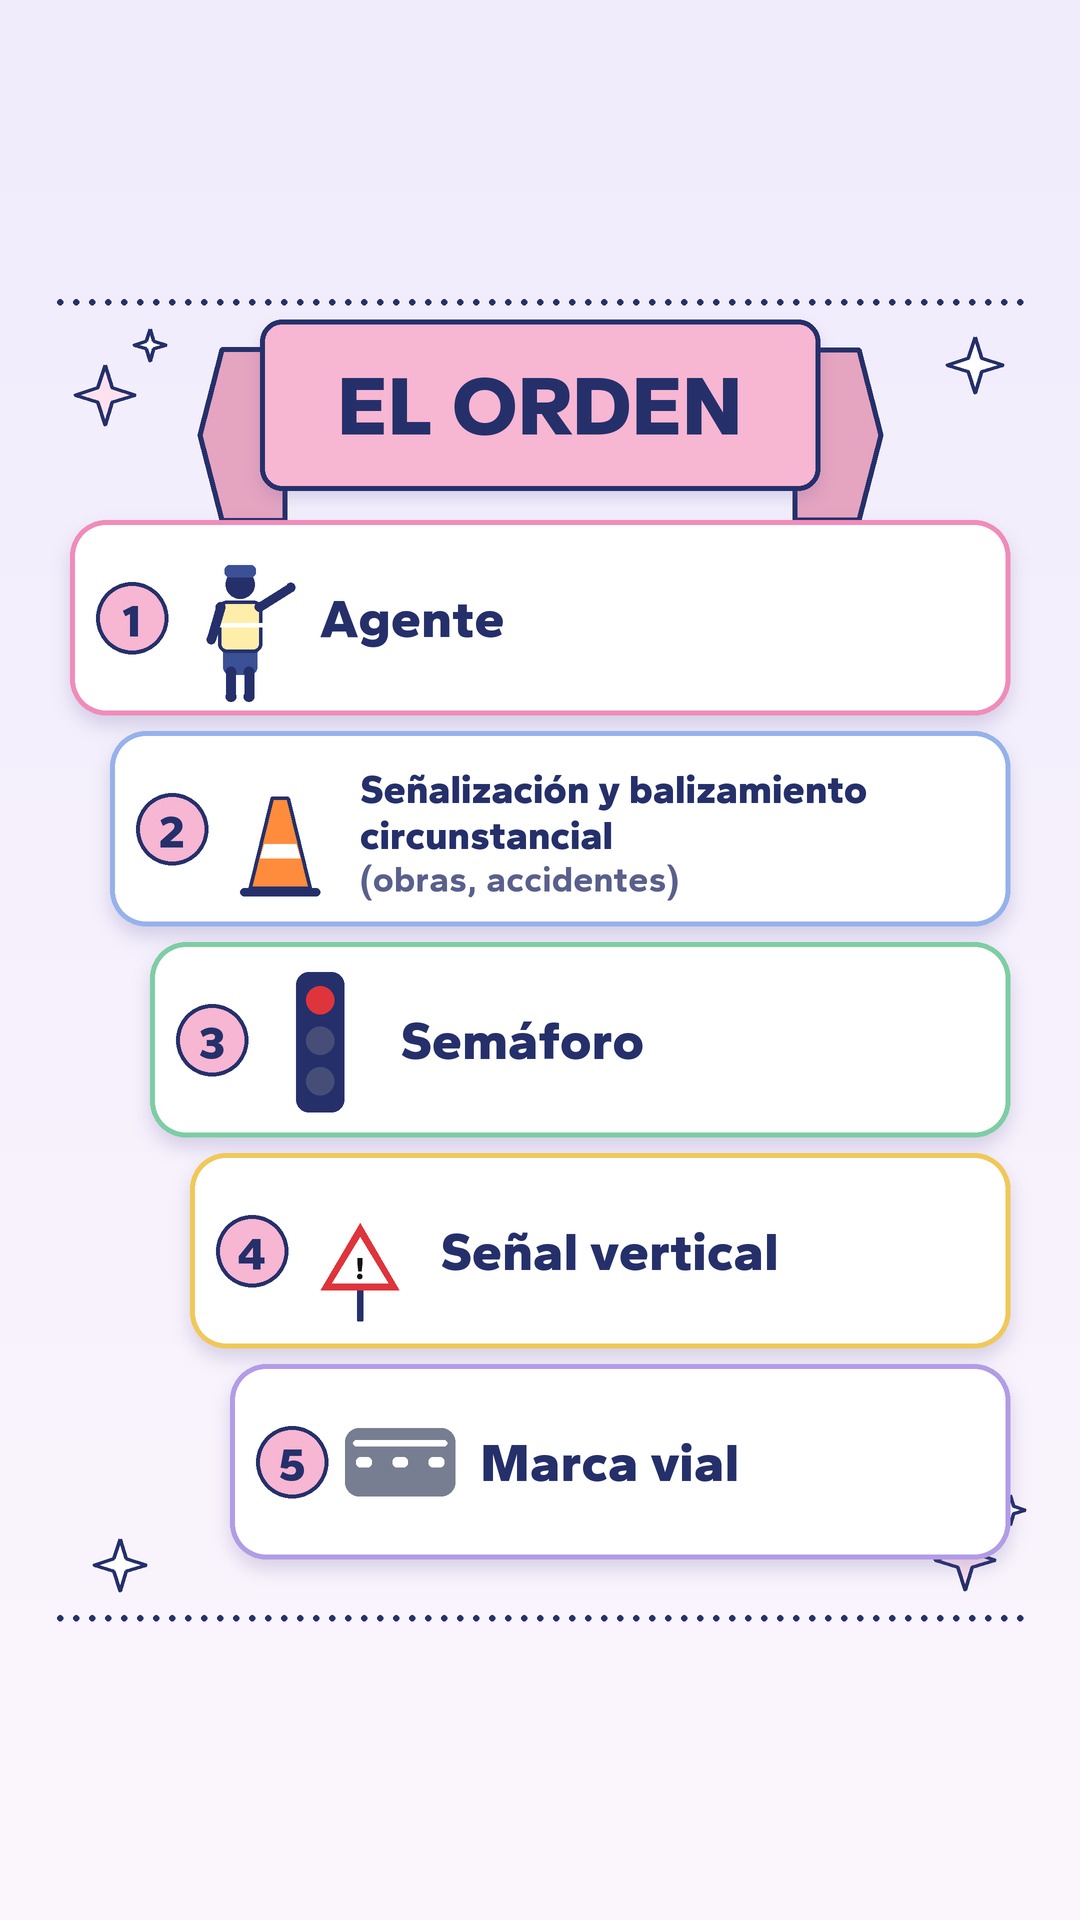 EL ORDEN
1 Agente
2 Señalización y balizamiento
circunstancial
(obras, accidentes)
3 Semáforo
4 ! Señal vertical
5 Marca vial